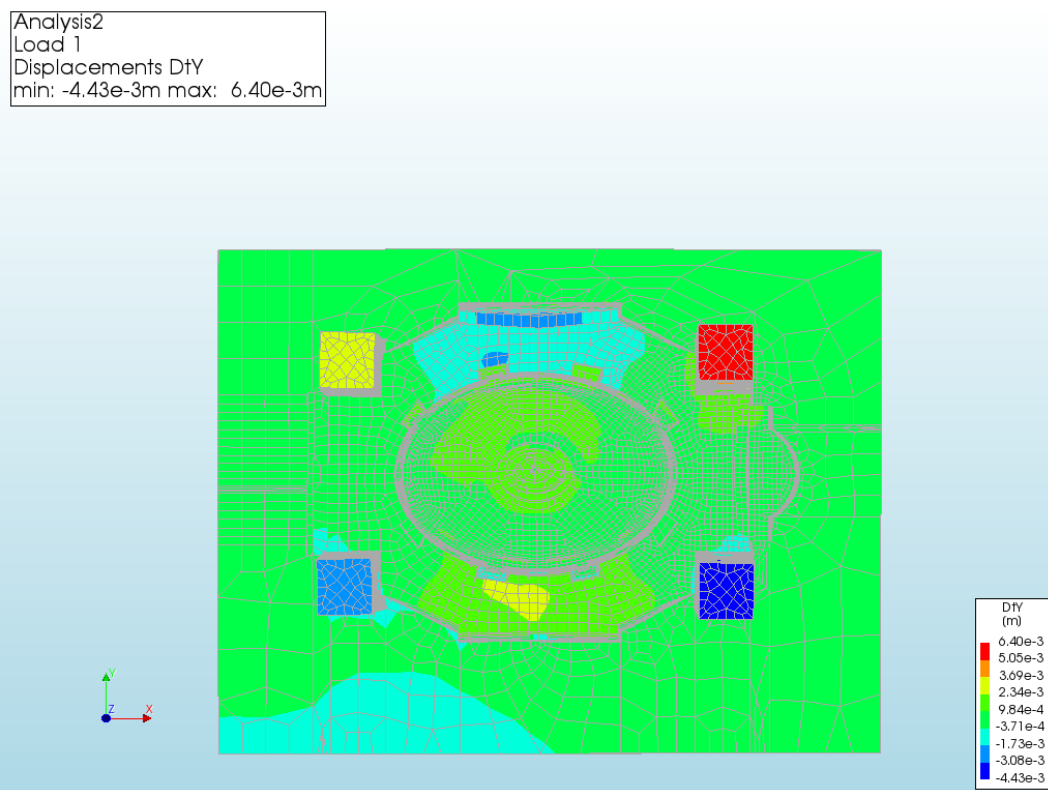 Analysis2
Load 1
Displacements DtY
min: -4.43e-3m max: 6.40e-3m
Y
Z
X
DtY
(m)
6.40e-3
5.05e-3
3.69e-3
2.34e-3
9.84e-4
-3.71e-4
-1.73e-3
-3.08e-3
-4.43e-3